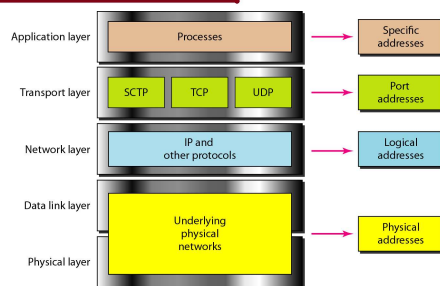 Application layer
Processes
Specific
addresses
Transport layer
SCTP
TCP
UDP
Port
addresses
Network layer
IP and
other protocols
Logical
addresses
Data link layer
Underlying
physical
networks
Physical
addresses
Physical layer